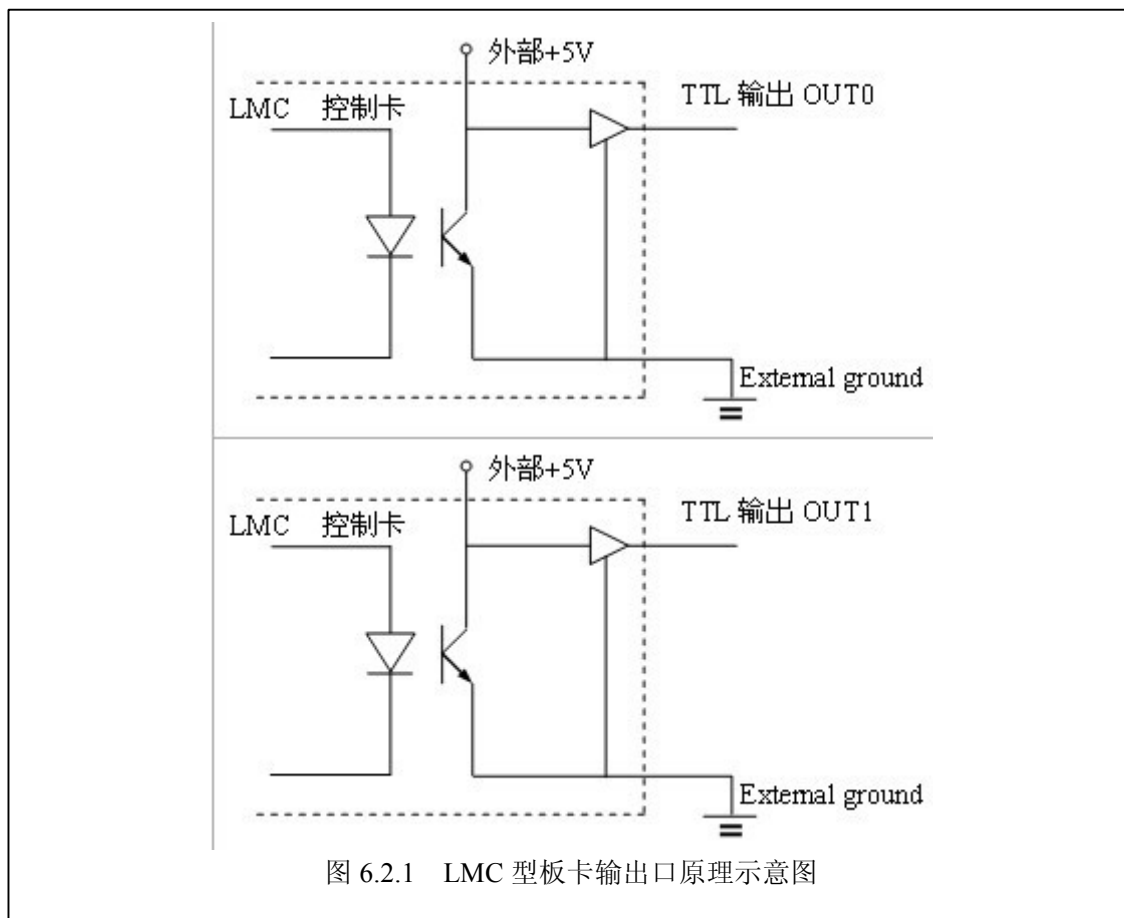 外部+5V
TTL 输出 OUT0
LMC 控制卡
External ground
外部+5V
TTL 输出 OUT1
LMC 控制卡
External ground
图 6.2.1 LMC 型板卡输出口原理示意图